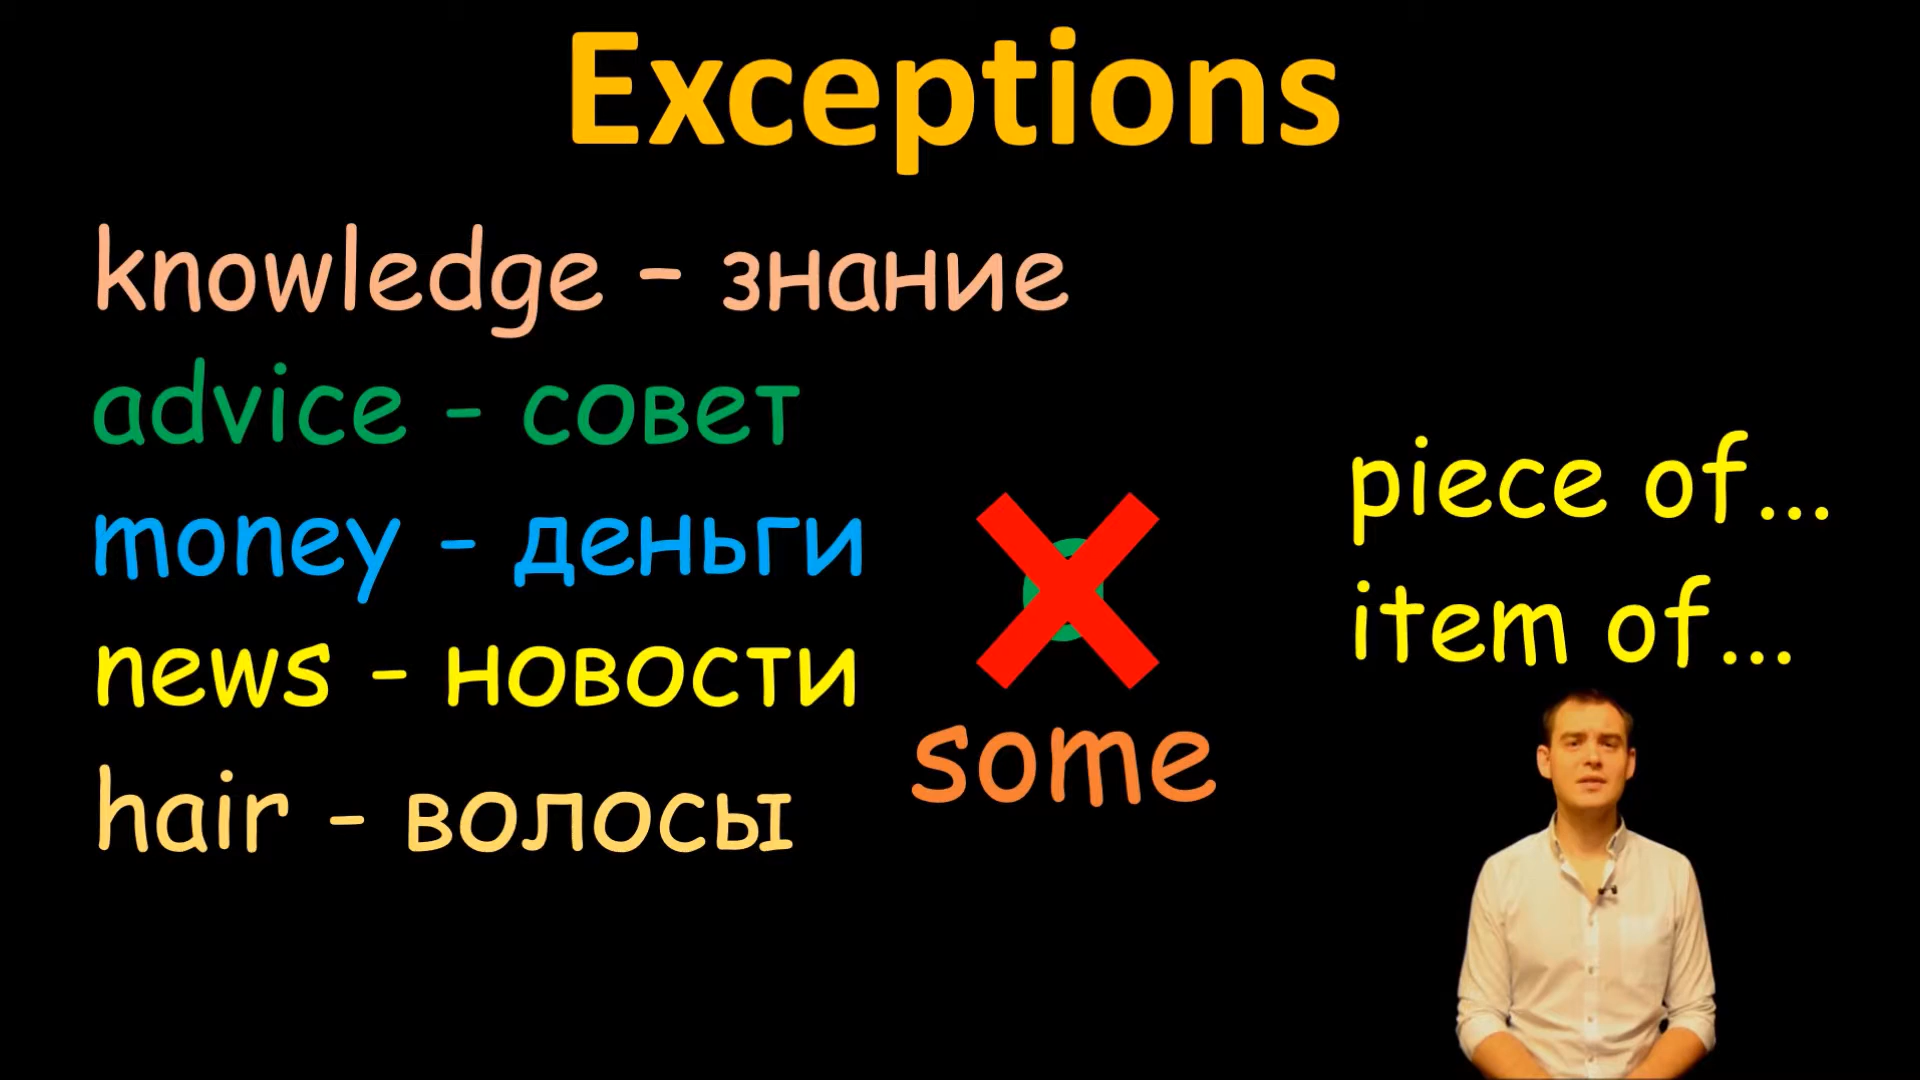 Exceptions
knowledge – знание
advice - совет
money - деньги
news - новости
hair - волосы
some
piece of...
item of...